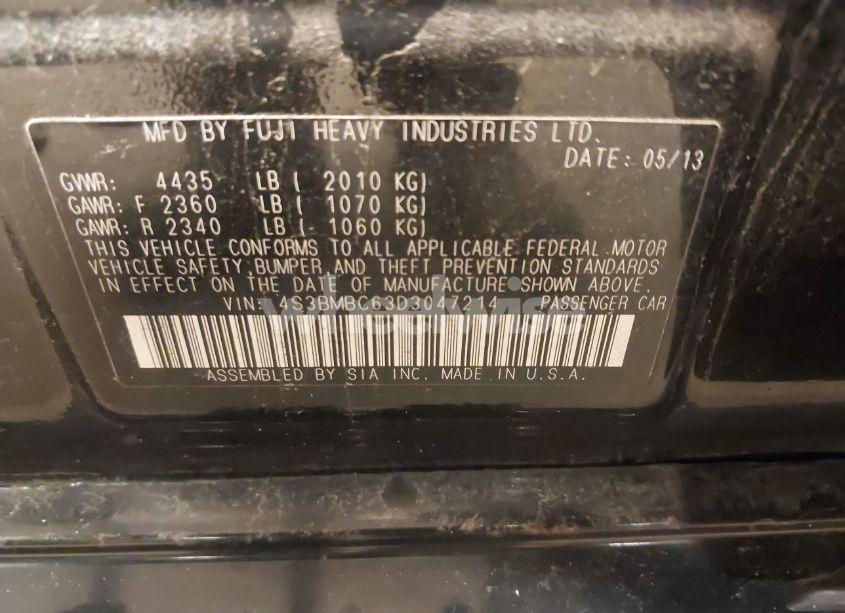 MFD BY FUJI HEAVY INDUSTRIES LTD.
DATE: 05/13
GVWR: 4435 LB ( 2010 KG)
GAWR: F 2360 LB ( 1070 KG)
GAWR: R 2340 LB ( 1060 KG)
THIS VEHICLE CONFORMS TO ALL APPLICABLE FEDERAL MOTOR
VEHICLE SAFETY, BUMPER AND THEFT PREVENTION STANDARDS
IN EFFECT ON THE DATE OF MANUFACTURE SHOWN ABOVE.
VIN: 4S3BMBC63D3047214 PASSENGER CAR
wheelwise
ASSEMBLED BY SIA INC. MADE IN U.S.A.